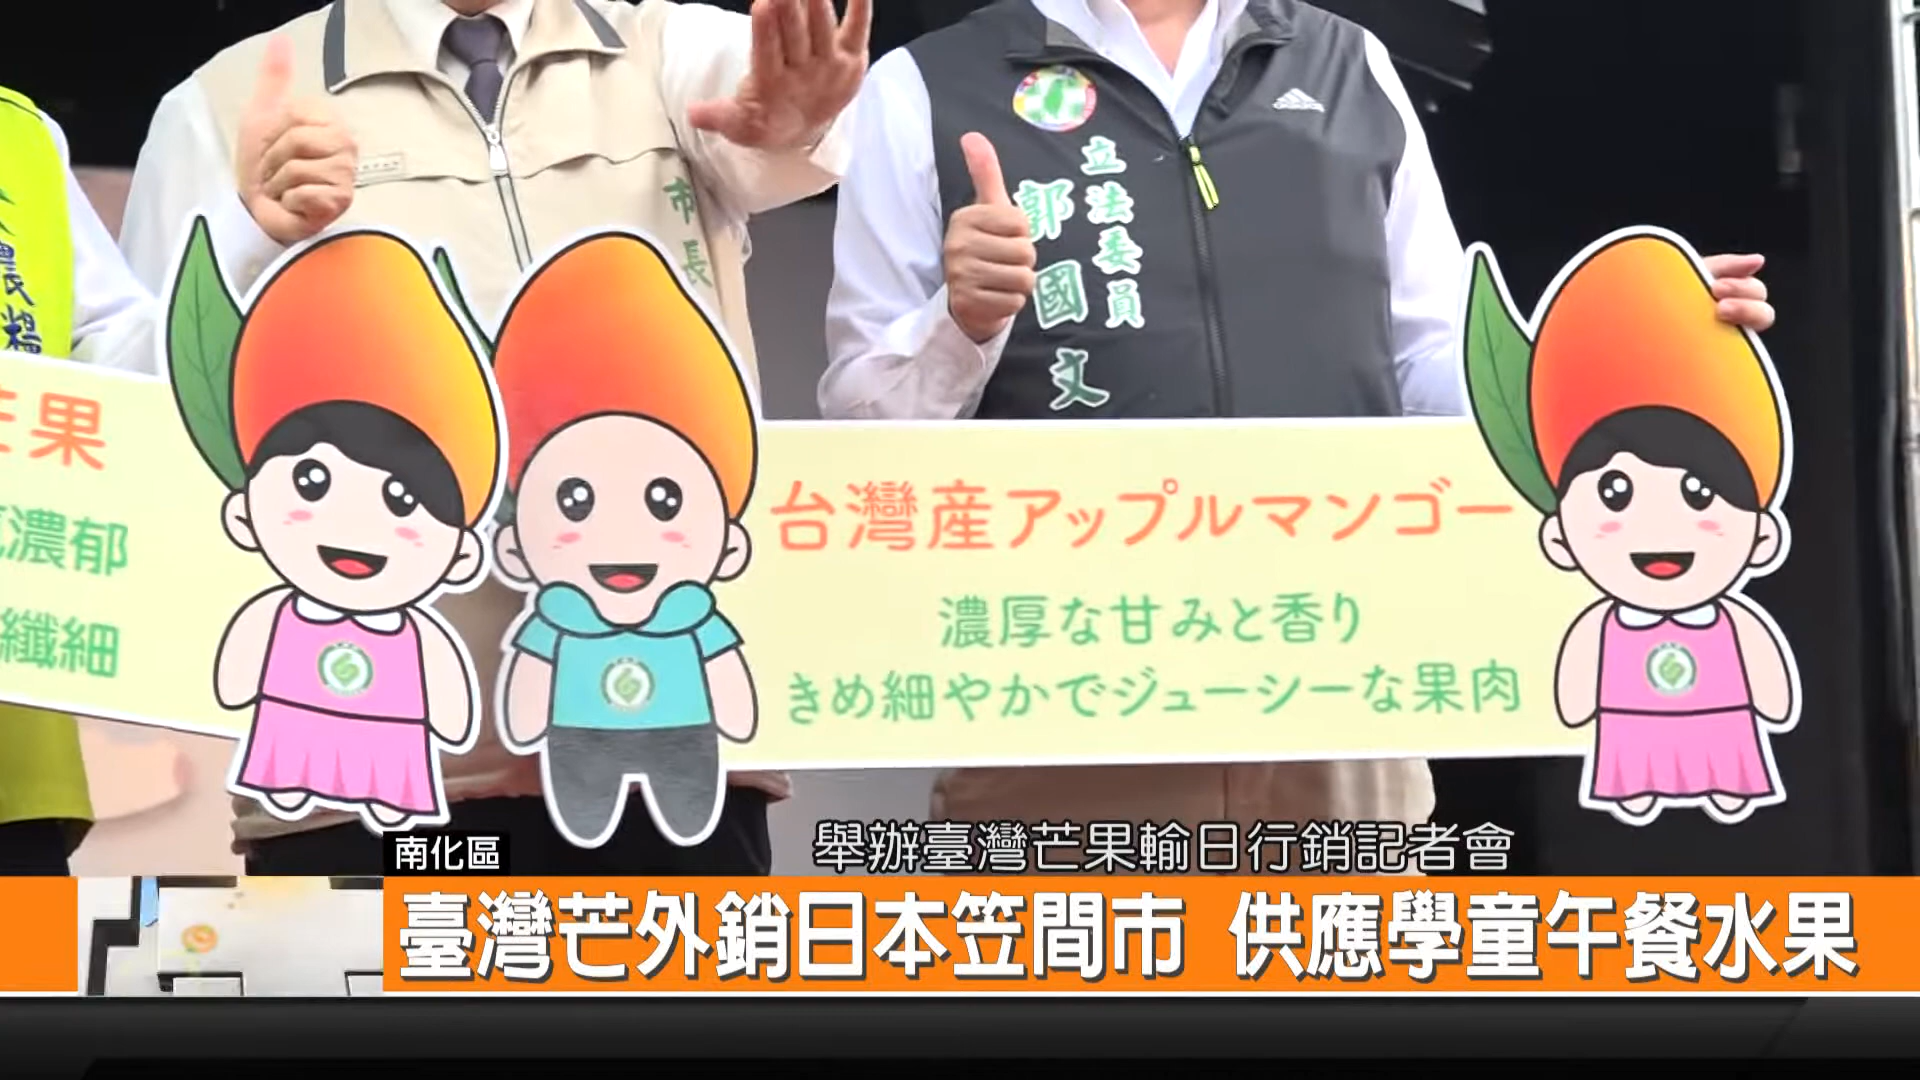 市長
立法委員
郭國文
adidas
農糧
芒果
濃郁
纖細
台灣産アップルマンゴー
濃厚な甘みと香り
きめ細やかでジューシーな果肉
舉辦臺灣芒果輸日行銷記者會
南化區
臺灣芒外銷日本笠間市 供應學童午餐水果